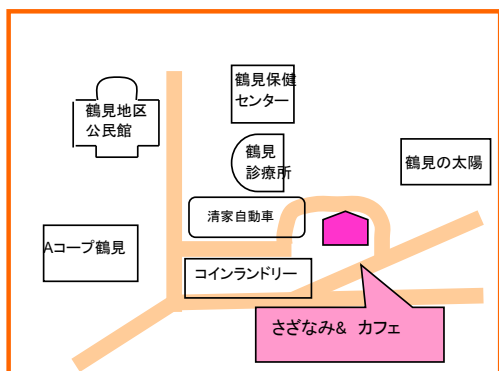 鶴見保健
センター
鶴見地区
公民館
鶴見
診療所
鶴見の太陽
清家自動車
Aコープ鶴見
コインランドリー
さざなみ& カフェ